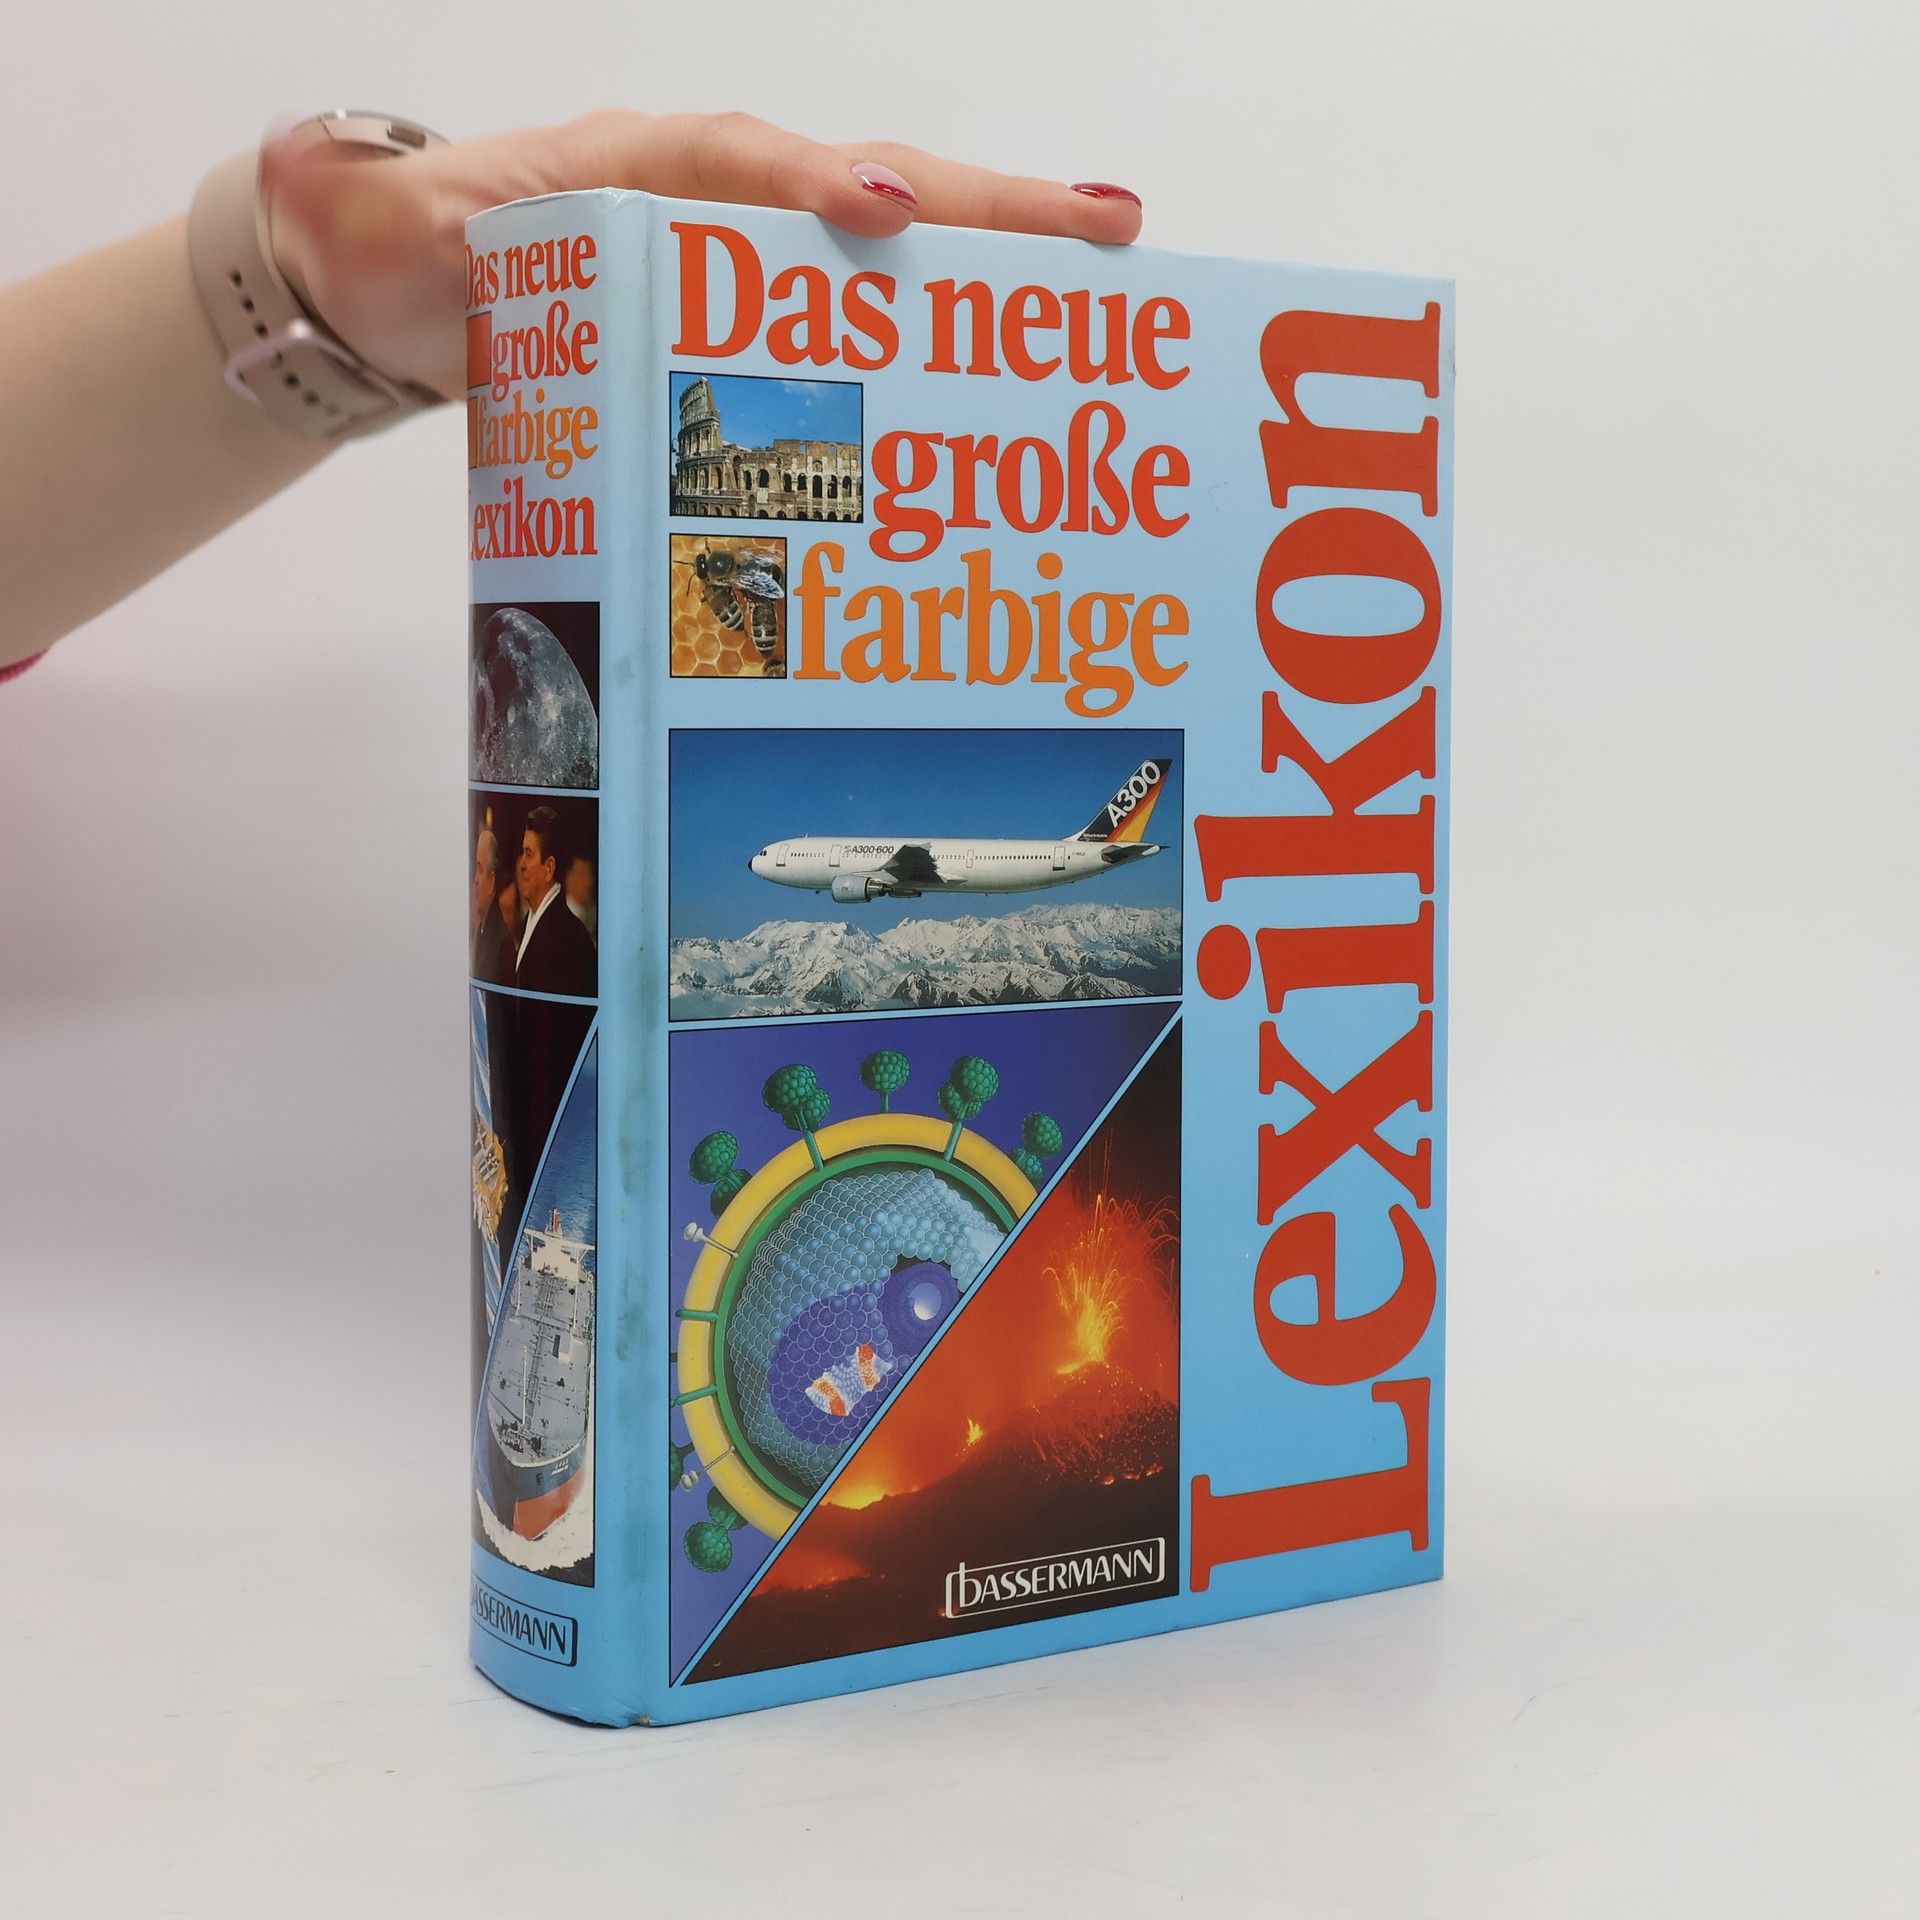 Das neue
große
farbige
Lexikon
Das neue
große
farbige
Lexikon
A300
A300-600
BASSERMANN
BASSERMANN